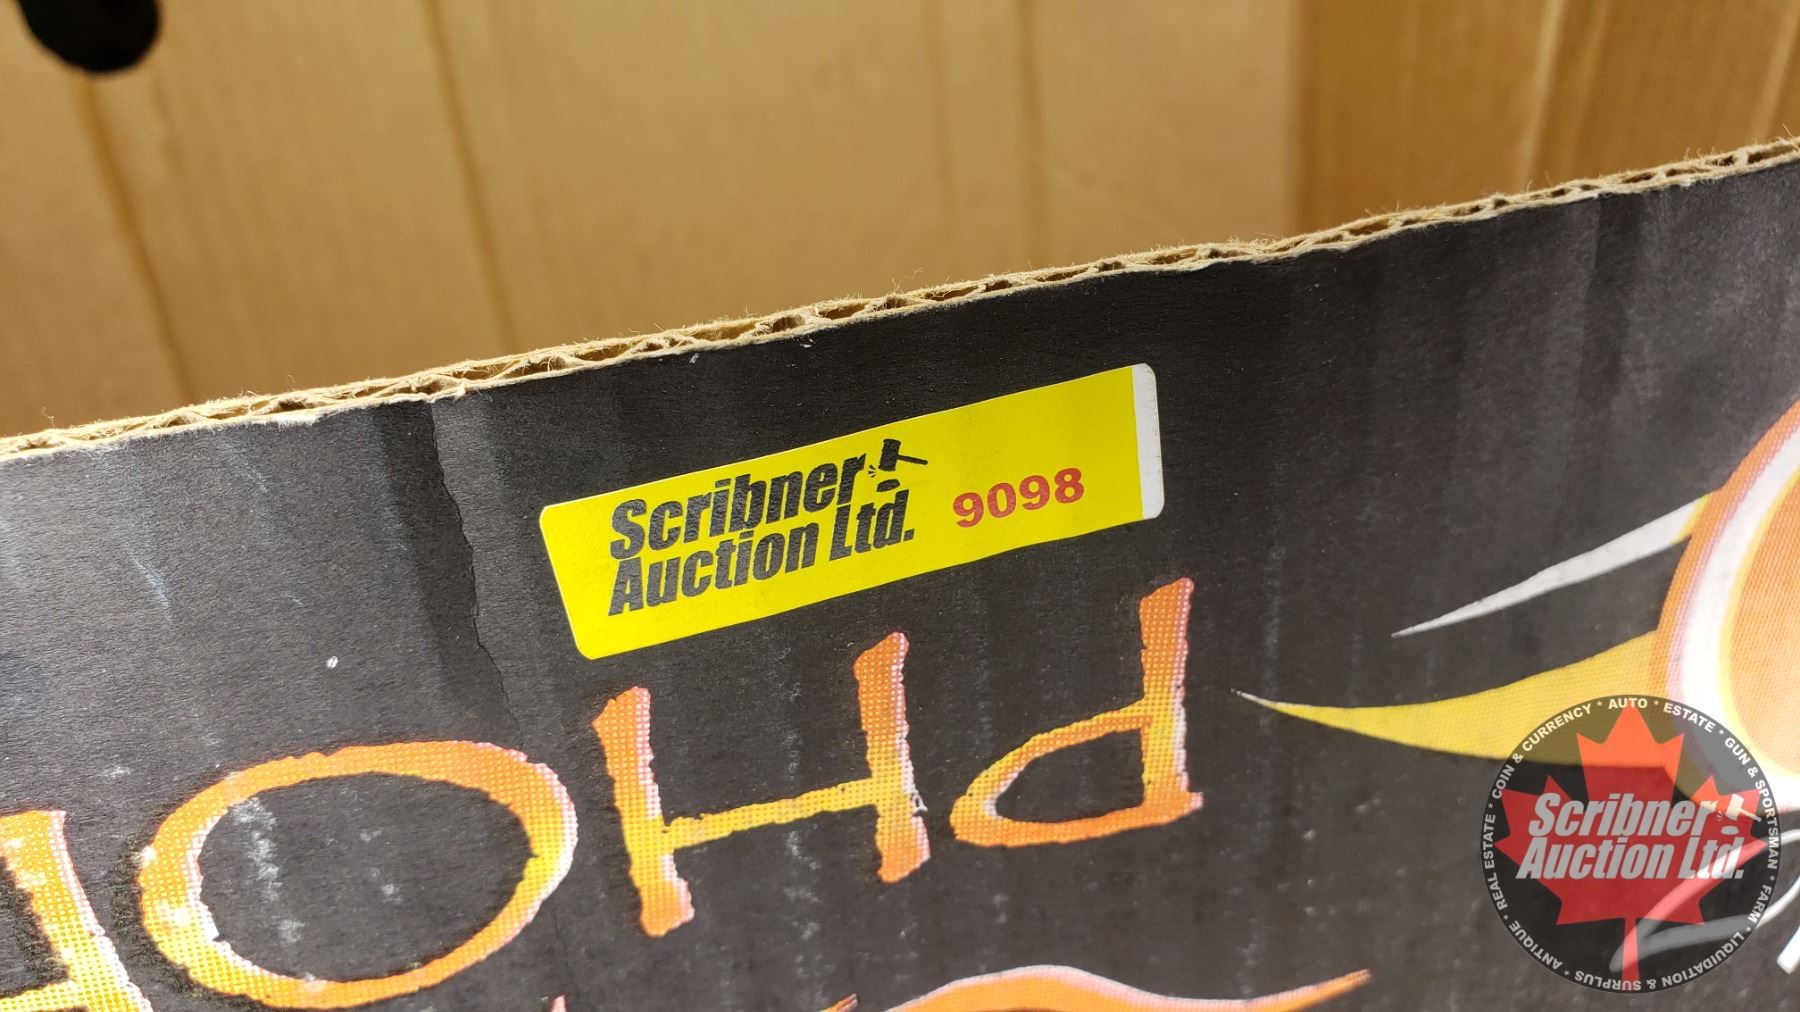 Scribner
Auction Ltd.
9098
PHO
Scribner
Auction Ltd.
* ANTIQUE * REAL ESTATE * COIN & CURRENCY * AUTO * ESTATE * GUN & SPORTSMAN * FARM * LIQUIDATION & SURPLUS